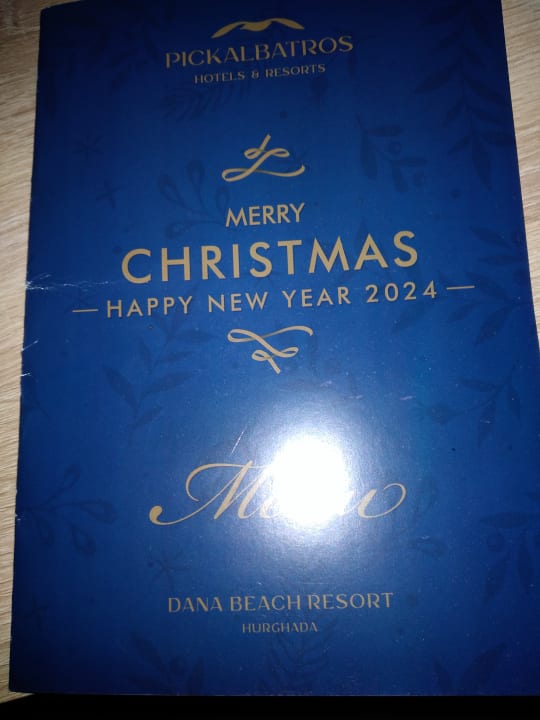 PICKALBATROS
HOTELS & RESORTS
MERRY
CHRISTMAS
— HAPPY NEW YEAR 2024 —
Menu
DANA BEACH RESORT
HURGHADA